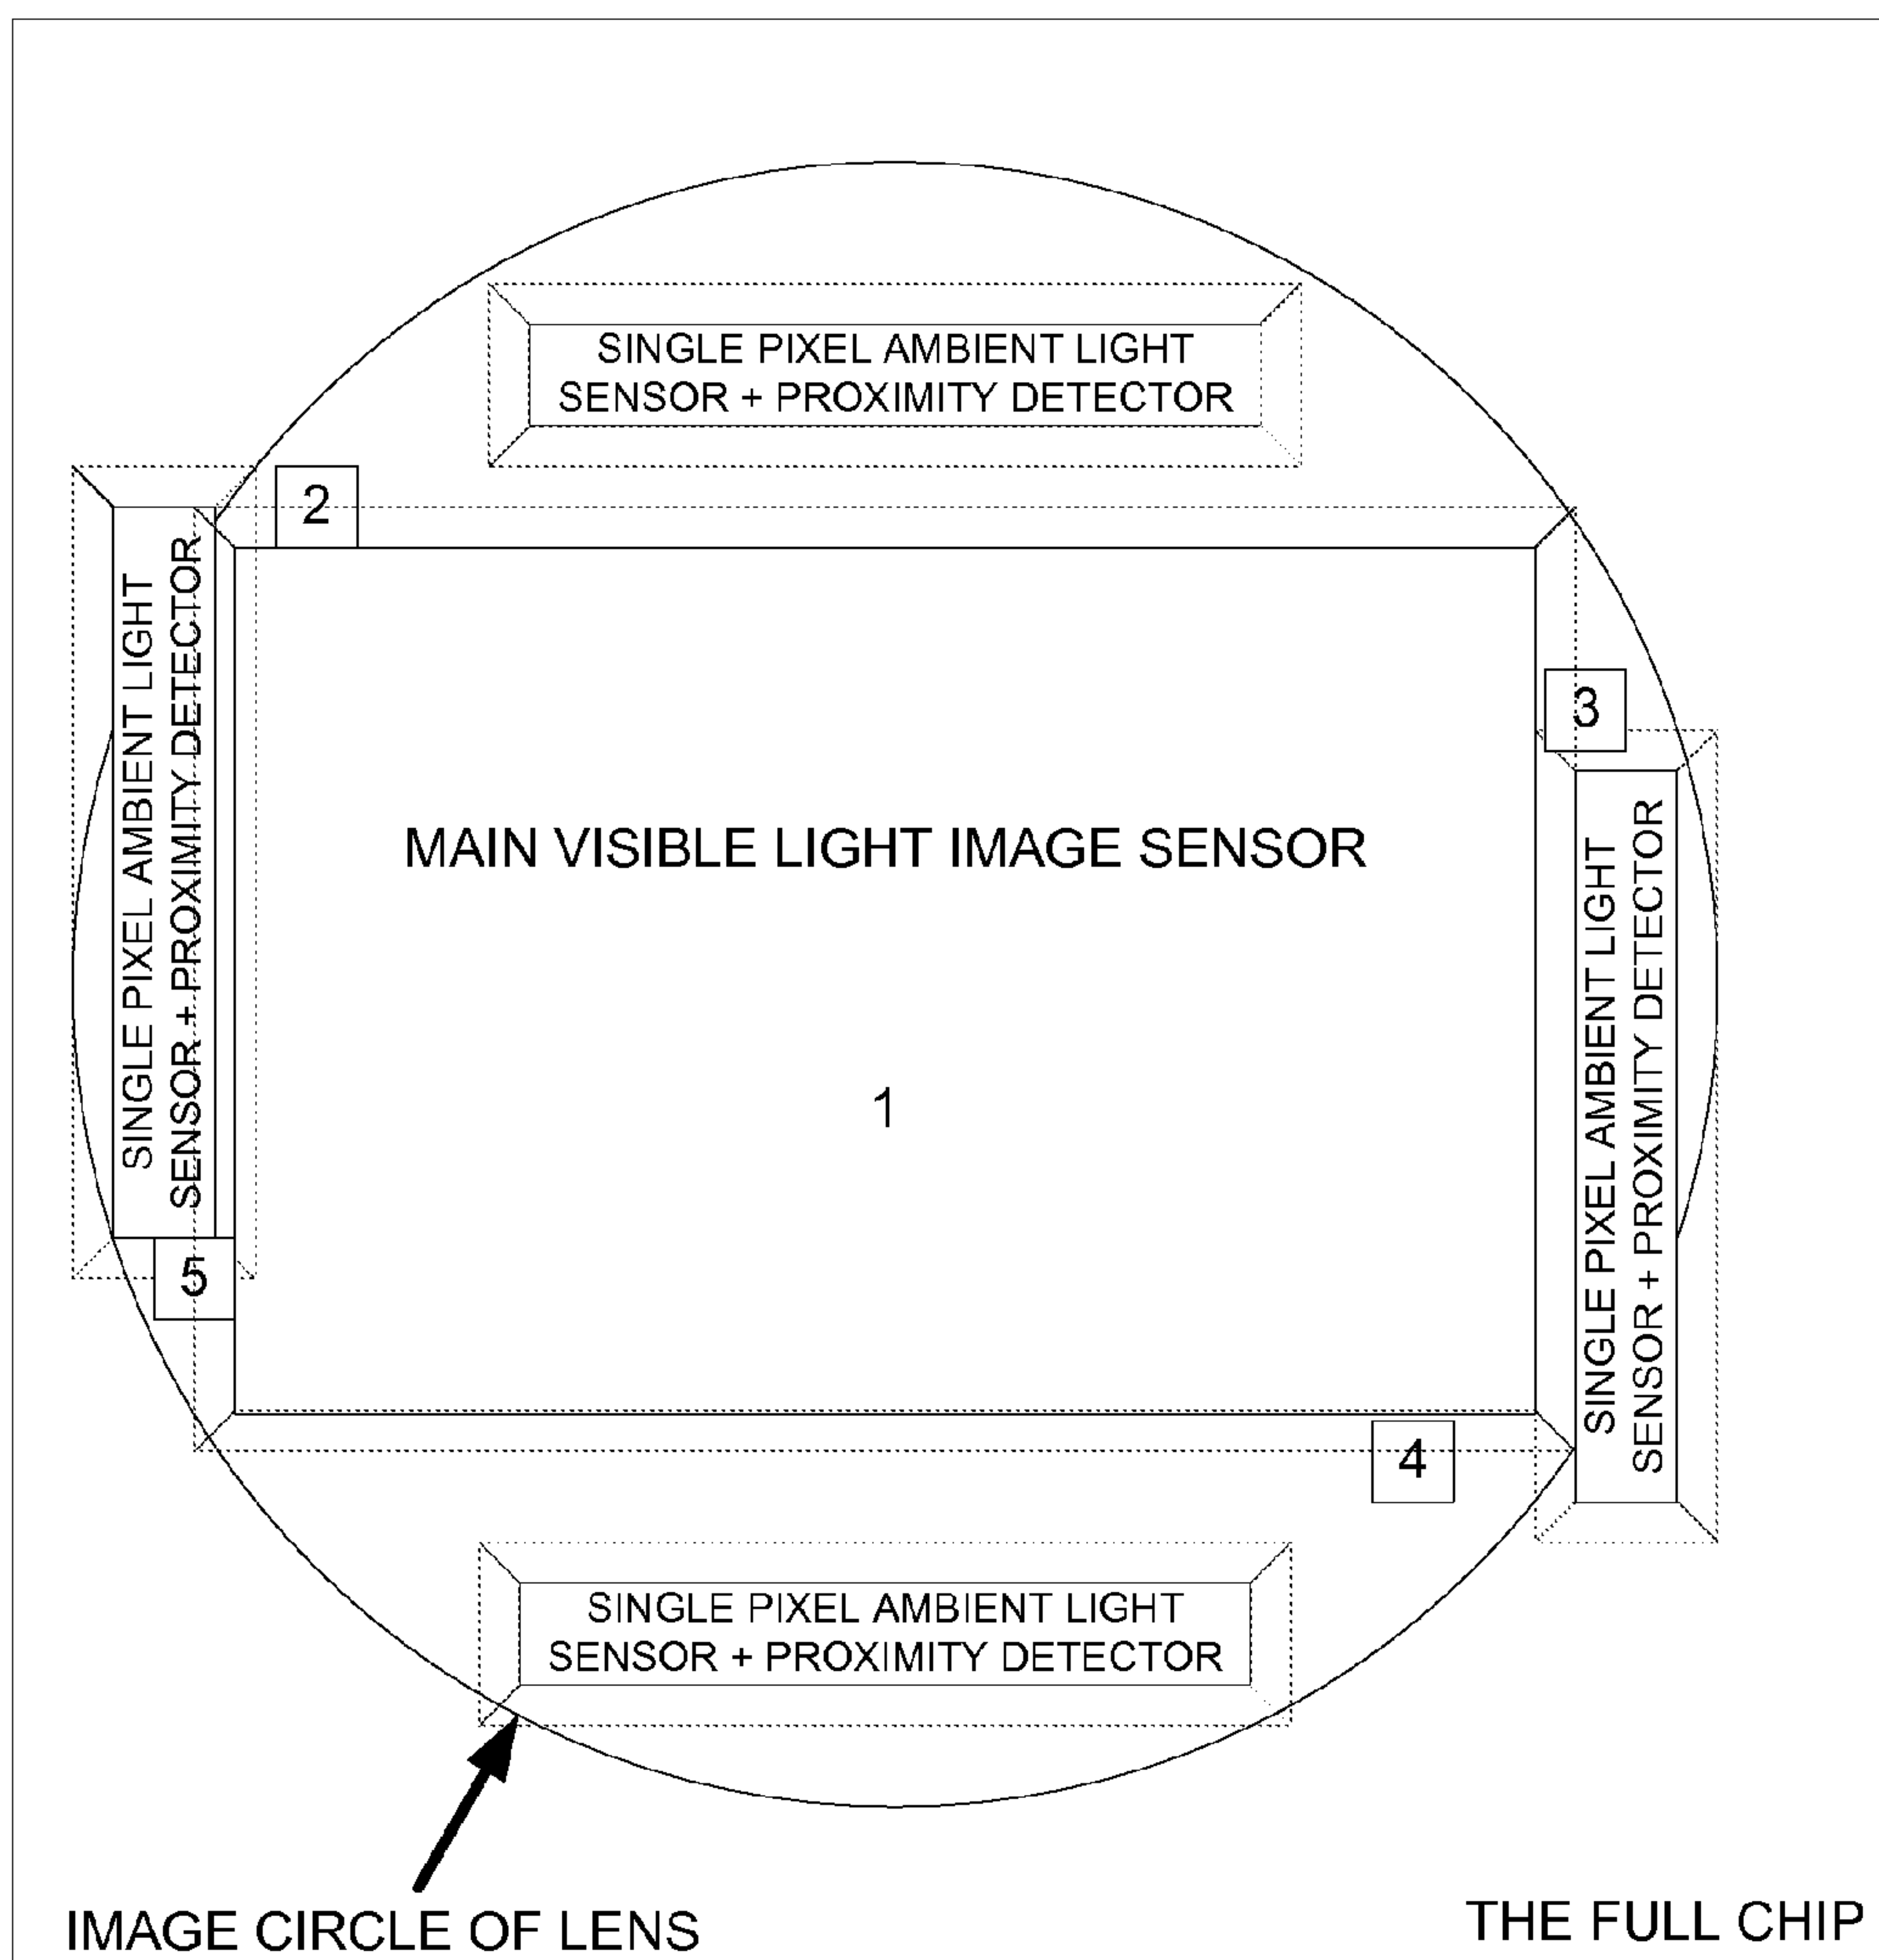 SINGLE PIXEL AMBIENT LIGHT
SENSOR + PROXIMITY DETECTOR
2
SINGLE PIXEL AMBIENT LIGHT
SENSOR + PROXIMITY DETECTOR
3
MAIN VISIBLE LIGHT IMAGE SENSOR
1
SINGLE PIXEL AMBIENT LIGHT
SENSOR + PROXIMITY DETECTOR
5
4
SINGLE PIXEL AMBIENT LIGHT
SENSOR + PROXIMITY DETECTOR
IMAGE CIRCLE OF LENS
THE FULL CHIP